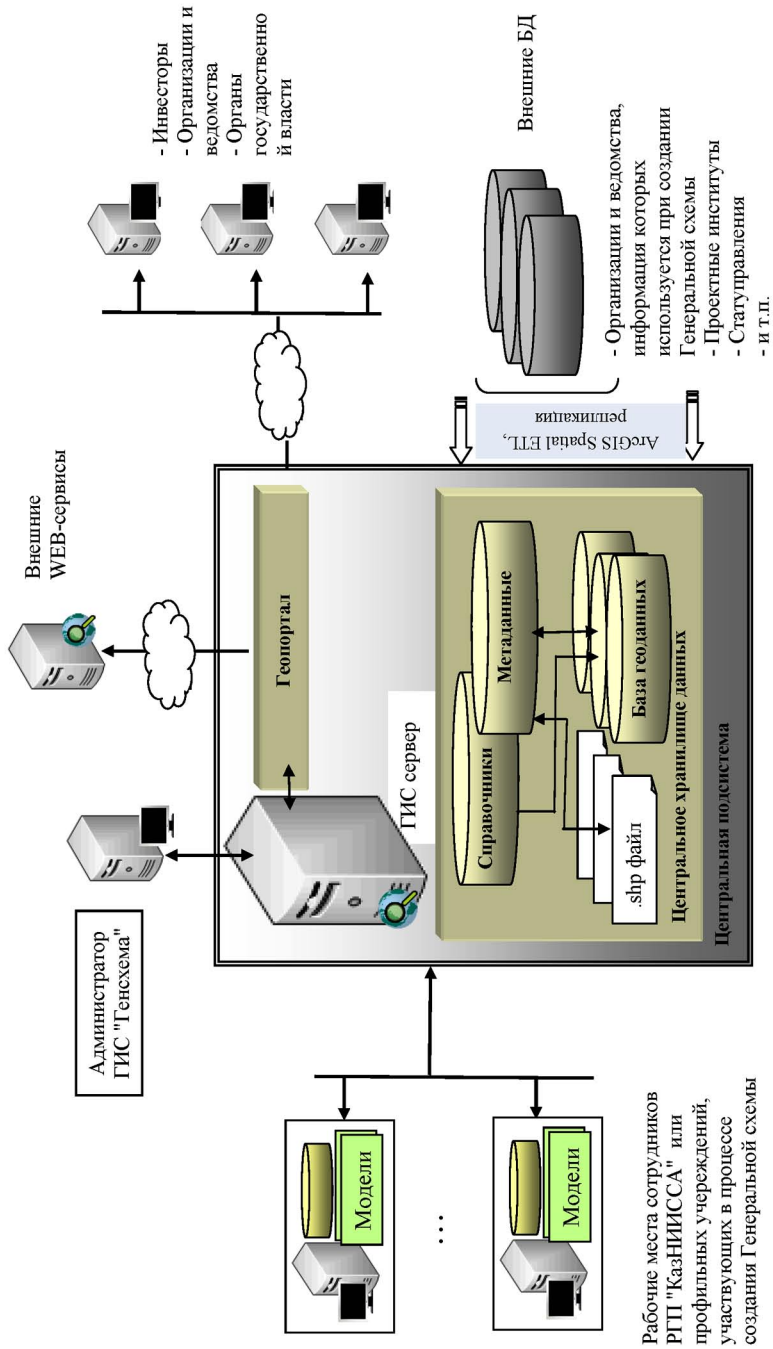 Администратор
ГИС "Генсхема"
Внешние
WEB-сервисы
- Инвесторы
- Организации и
ведомства
- Органы
государственно
й власти
Модели
...
Модели
Рабочие места сотрудников
РГП "КазНИИССА" или
профильных учереждений,
участвующих в процессе
создания Генеральной схемы
Геопортал
ГИС сервер
Справочники
Метаданные
.shp файл
База геоданных
Центральное хранилище данных
Центральная подсистема
ArcGIS Spatial ETL,
репликация
Внешние БД
- Организации и ведомства,
информация которых
используется при создании
Генеральной схемы
- Проектные институты
- Статуправления
- и т.п.